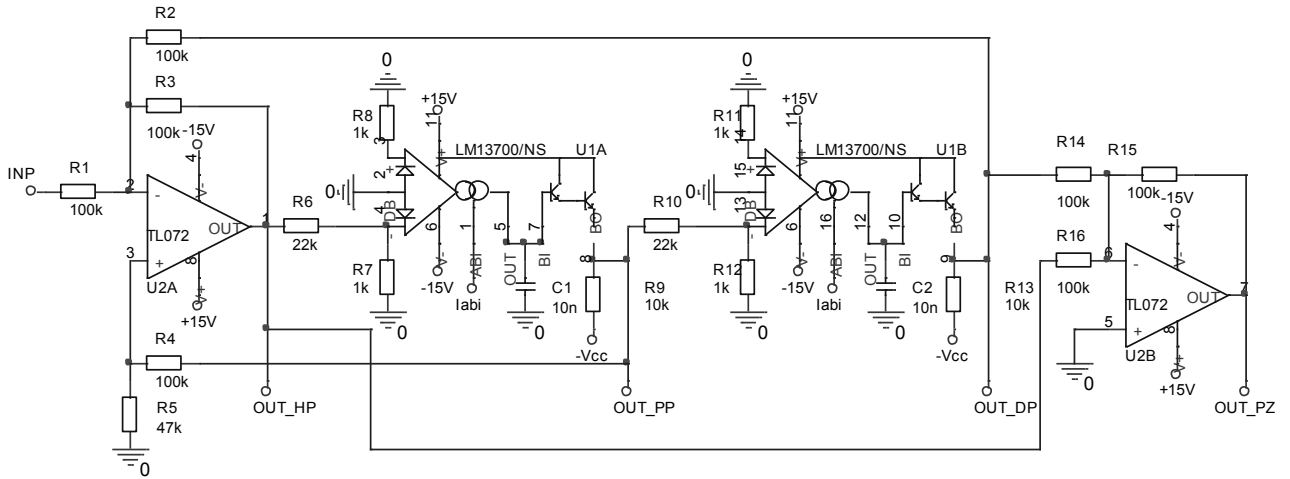 R2
100k
R3
100k
-15V
4
V-
INP
R1
100k
2
-
1
OUT
TL072
3
+
8
V+
U2A
+15V
R4
100k
R5
47k
0
OUT_HP
R6
22k
0
R8
1k
3
+15V
11
V+
LM13700/NS
U1A
2
+
0
4
DB
-
R7
1k
0
6
V-
-15V
1
ABI
Iabi
5
OUT
7
BI
C1
10n
0
BO
8
R9
10k
-Vcc
OUT_PP
R10
22k
0
R11
1k
14
+15V
11
V+
LM13700/NS
U1B
15
+
0
13
DB
-
R12
1k
0
6
V-
-15V
16
ABI
Iabi
12
OUT
10
BI
C2
10n
0
BO
9
R13
10k
-Vcc
OUT_DP
R14
100k
R15
100k
-15V
4
V-
R16
100k
6
-
7
OUT
TL072
5
+
8
V+
U2B
+15V
0
OUT_PZ